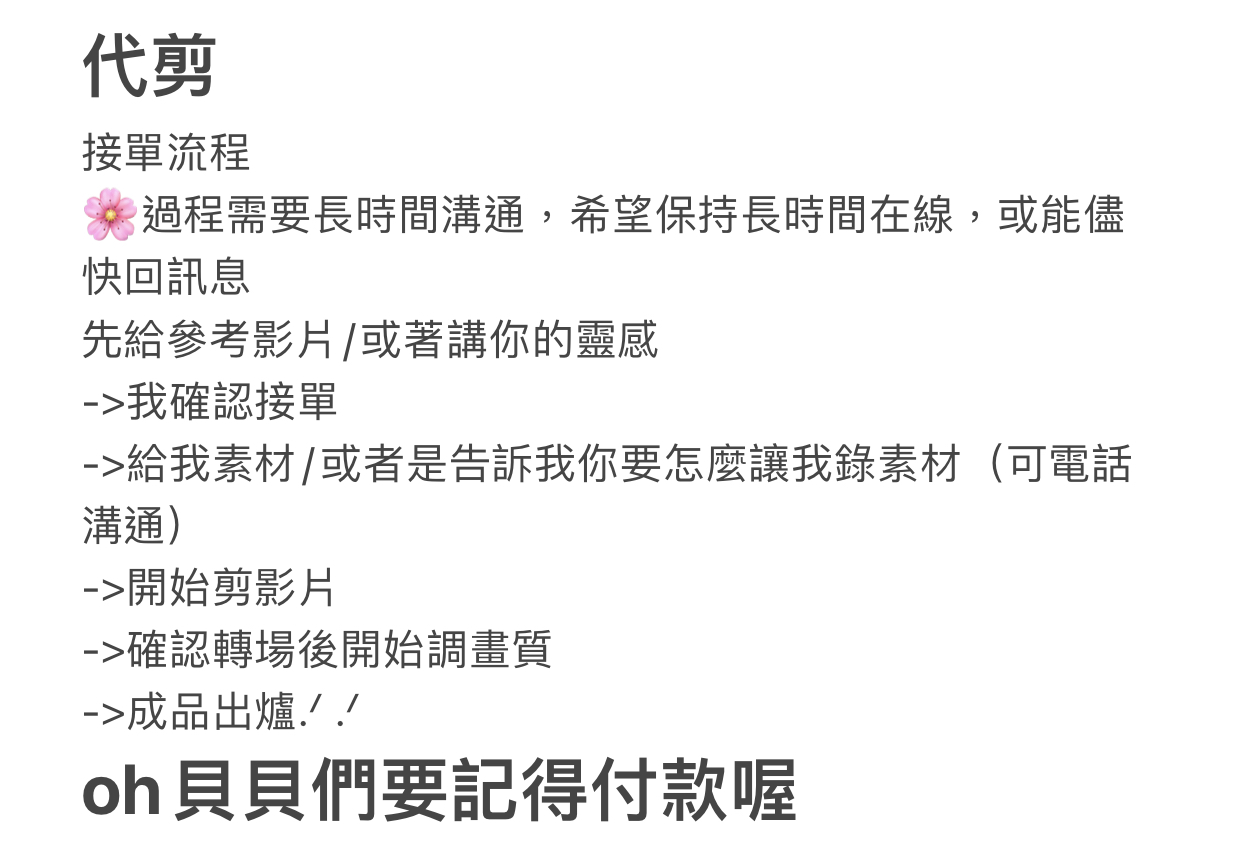 代剪
接單流程
🌸過程需要長時間溝通，希望保持長時間在線，或能儘
快回訊息
先給參考影片/或著講你的靈感
->我確認接單
->給我素材/或者是告訴我你要怎麼讓我錄素材（可電話
溝通）
->開始剪影片
->確認轉場後開始調畫質
->成品出爐.ᐟ .ᐟ
oh貝貝們要記得付款喔